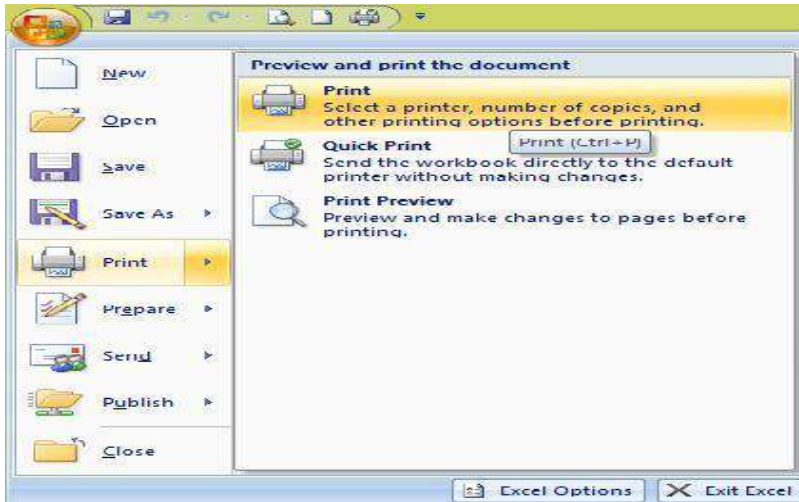 New
Open
Save
Save As
Print
Prepare
Send
Publish
Close
Preview and print the document
Print
Select a printer, number of copies, and
other printing options before printing.
Print (Ctrl+P)
Quick Print
Send the workbook directly to the default
printer without making changes.
Print Preview
Preview and make changes to pages before
printing.
Excel Options
Exit Excel